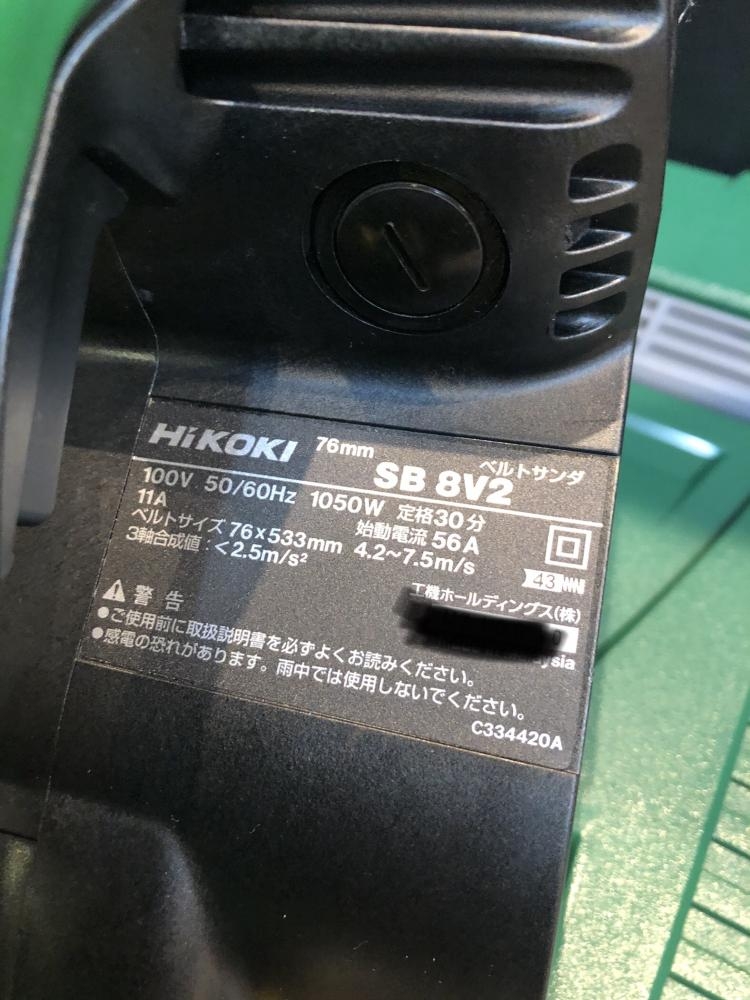 HiKOKI 76mm ベルトサンダ
SB 8V2
100V 50/60Hz 1050W 定格30分
11A 始動電流 56A
ベルトサイズ 76×533mm 4.2~7.5m/s
3軸合成値:<2.5m/s²
43
工機ホールディングス(株)
警告
●ご使用前に取扱説明書を必ずよくお読みください。
●感電の恐れがあります。雨中では使用しないでください。
C334420A